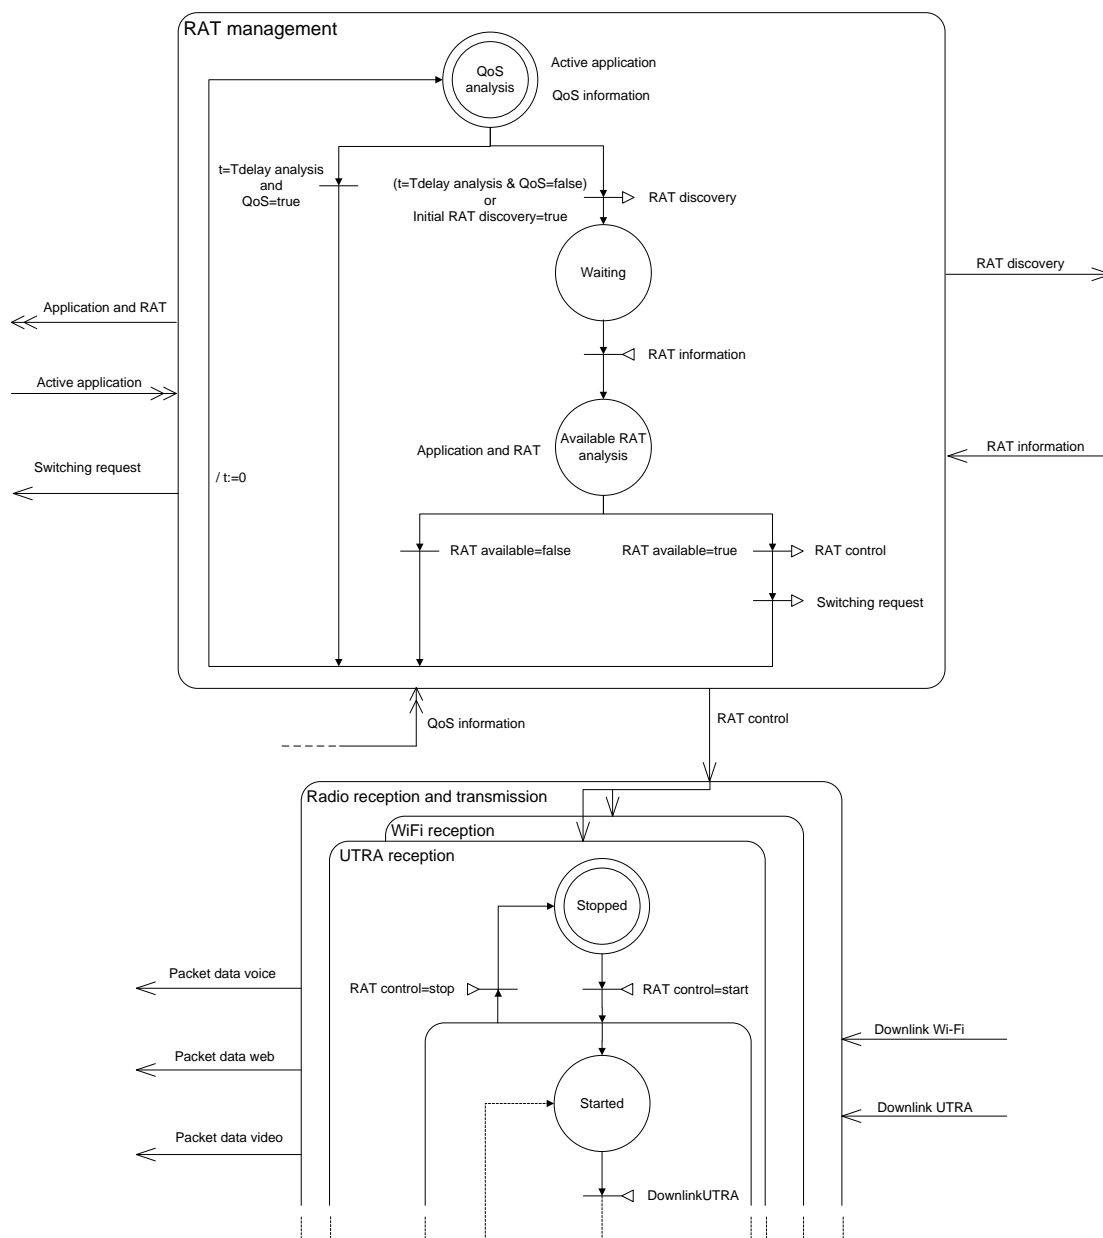 RAT management
QoS
analysis
Active application
QoS information
t=Tdelay analysis
and
QoS=true
(t=Tdelay analysis & QoS=false)
or
Initial RAT discovery=true
RAT discovery
Waiting
RAT discovery
Application and RAT
RAT information
Active application
Application and RAT
Available RAT
analysis
RAT information
Switching request
/ t:=0
RAT available=false
RAT available=true
RAT control
Switching request
QoS information
RAT control
Radio reception and transmission
WiFi reception
UTRA reception
Stopped
Packet data voice
RAT control=stop
RAT control=start
Downlink Wi-Fi
Packet data web
Started
Downlink UTRA
Packet data video
DownlinkUTRA